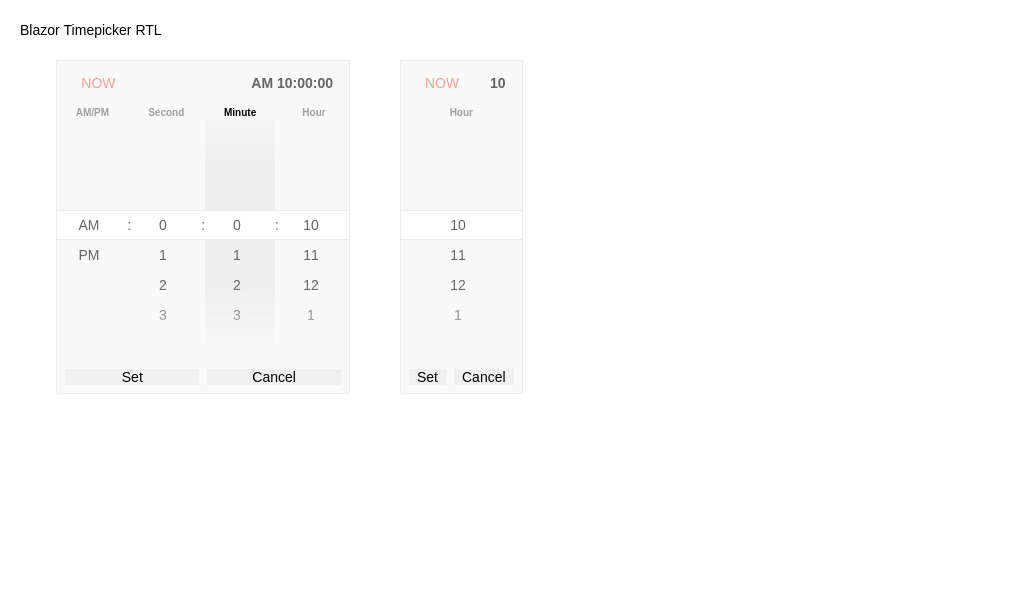 Blazor Timepicker RTL
NOW AM 10:00:00
AM/PM Second Minute Hour
AM : 0 : 0 : 10
PM 1 1 11
2 2 12
3 3 1
Set Cancel
NOW 10
Hour
10
11
12
1
Set Cancel